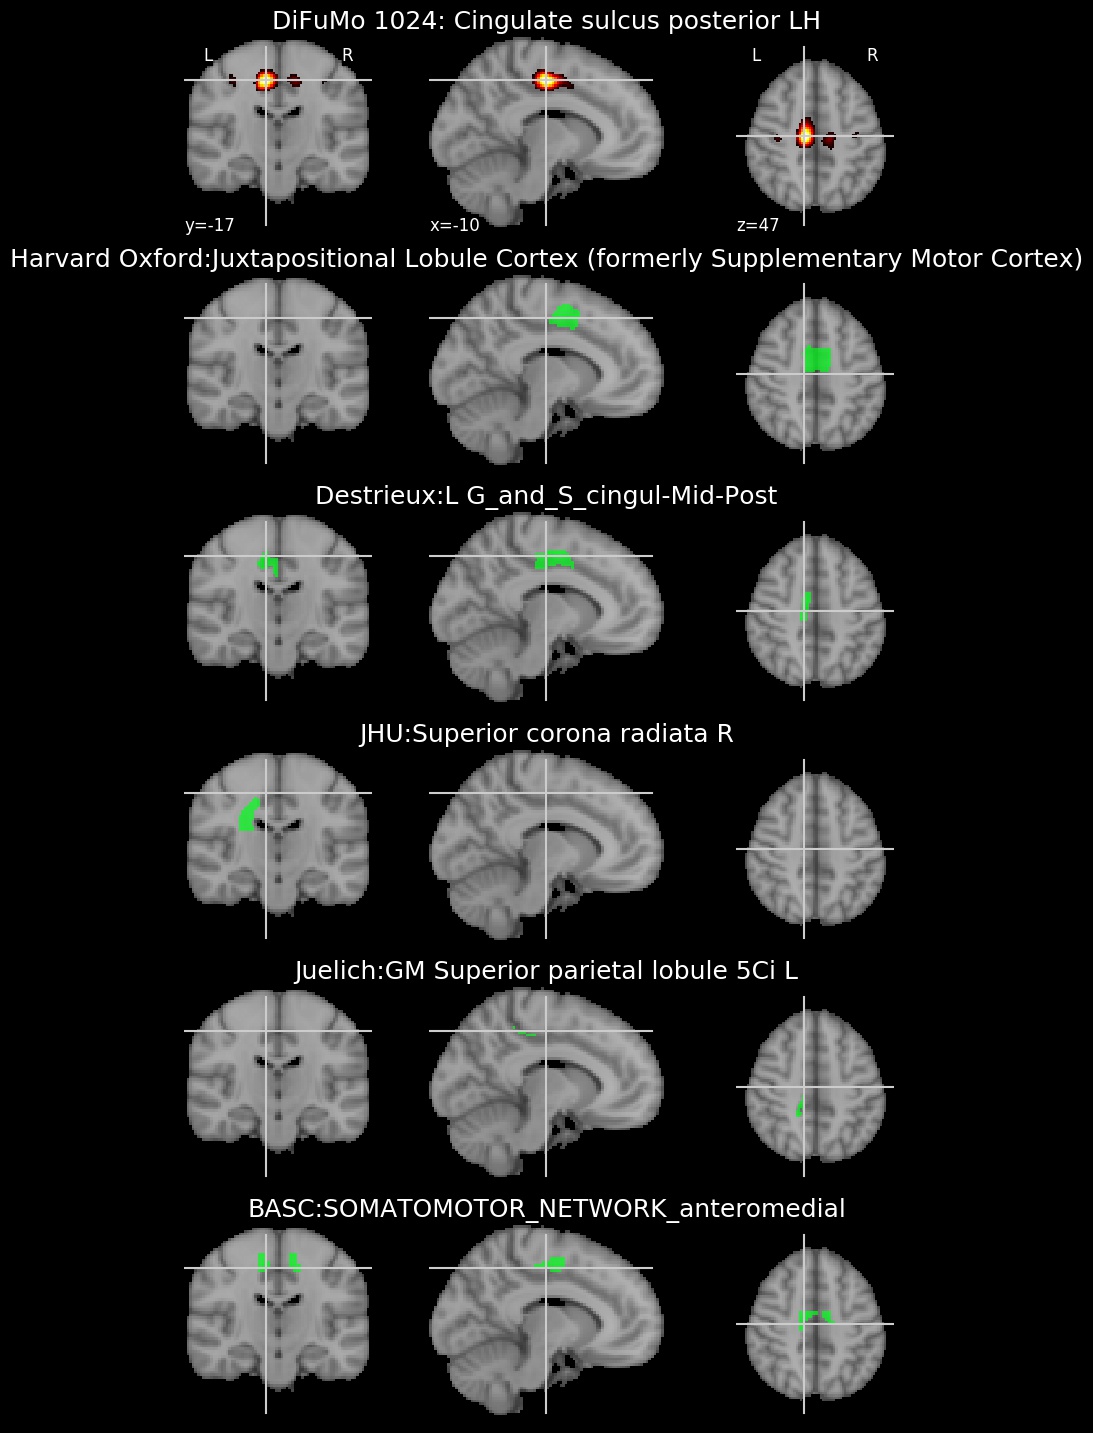 DiFuMo 1024: Cingulate sulcus posterior LH
L R L R
y=-17 x=-10 z=47
Harvard Oxford:Juxtapositional Lobule Cortex (formerly Supplementary Motor Cortex)
Destrieux:L G_and_S_cingul-Mid-Post
JHU:Superior corona radiata R
Juelich:GM Superior parietal lobule 5Ci L
BASC:SOMATOMOTOR_NETWORK_anteromedial